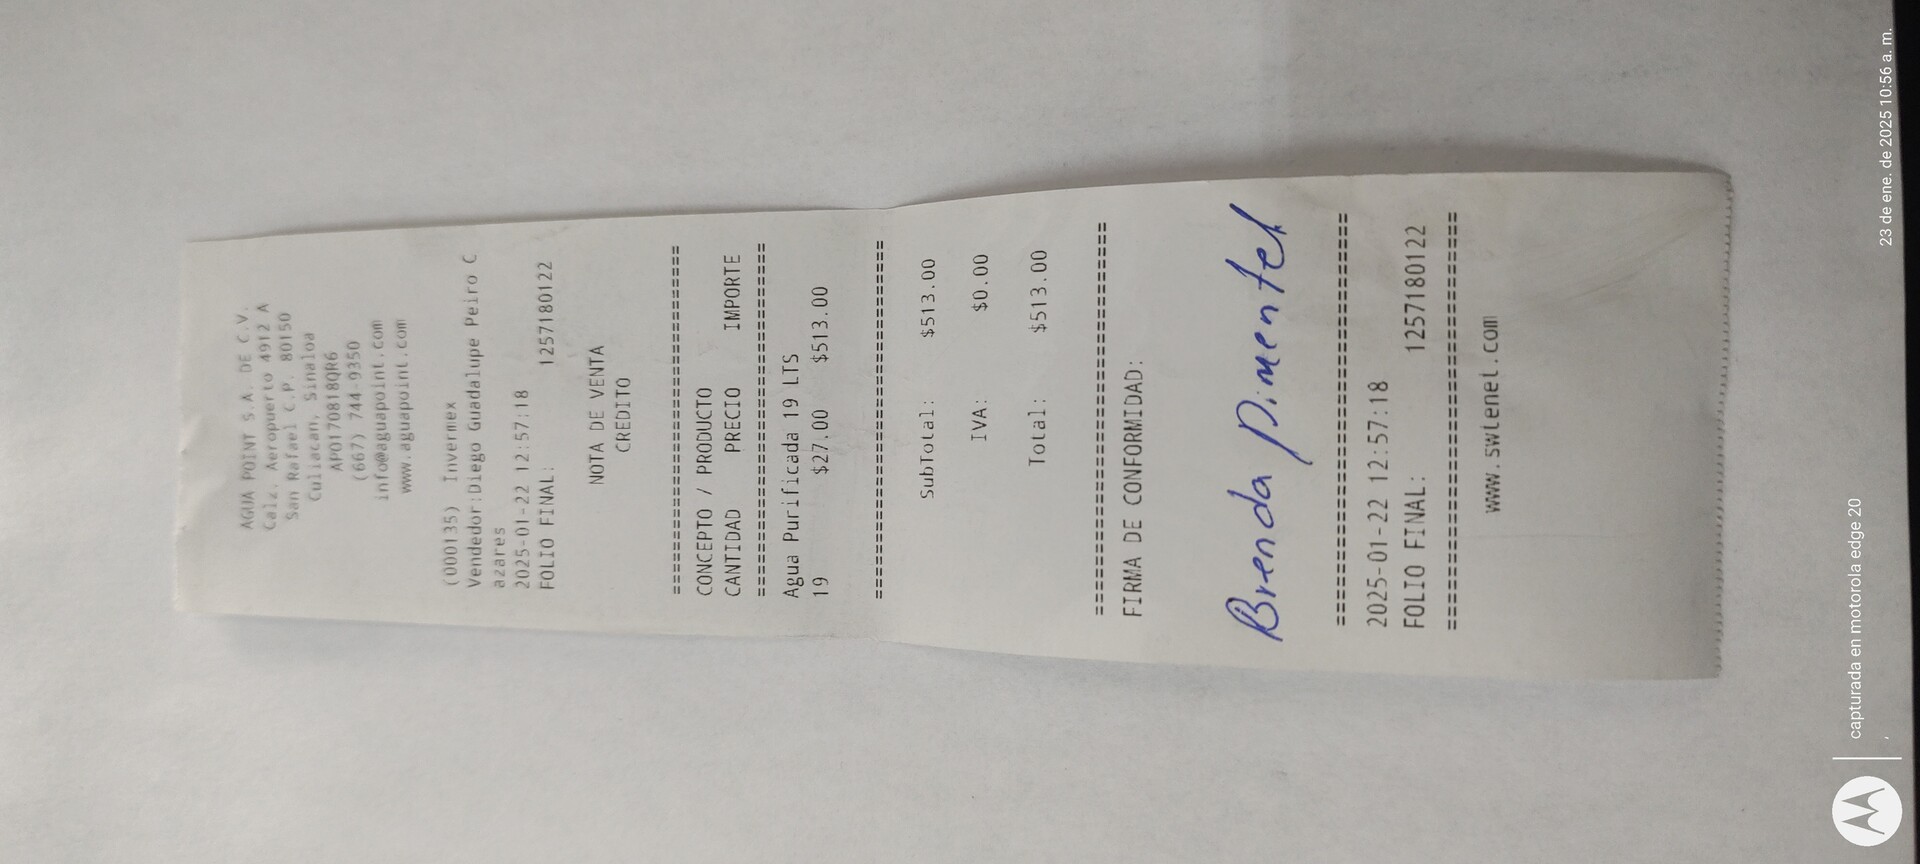 AGUA POINT S.A. DE C.V.
Calz. Aeropuerto 4912 A
San Rafael C.P. 80150
Culiacan, Sinaloa
APO170818QR6
(667) 744-9350
info@aguapoint.com
www.aguapoint.com
(000135) Invermex
Vendedor:Diego Guadalupe Peiro C
azares
2025-01-22 12:57:18
FOLIO FINAL: 1257180122
NOTA DE VENTA
CREDITO
==============================
CONCEPTO / PRODUCTO
CANTIDAD PRECIO IMPORTE
==============================
Agua Purificada 19 LTS
19 $27.00 $513.00
==============================
SubTotal: $513.00
IVA: $0.00
Total: $513.00
==============================
FIRMA DE CONFORMIDAD:
Brenda Pimentel
==============================
2025-01-22 12:57:18
FOLIO FINAL: 1257180122
==============================
www.swienet.com
capturada en motorola edge 20
,
23 de ene. de 2025 10:56 a. m.